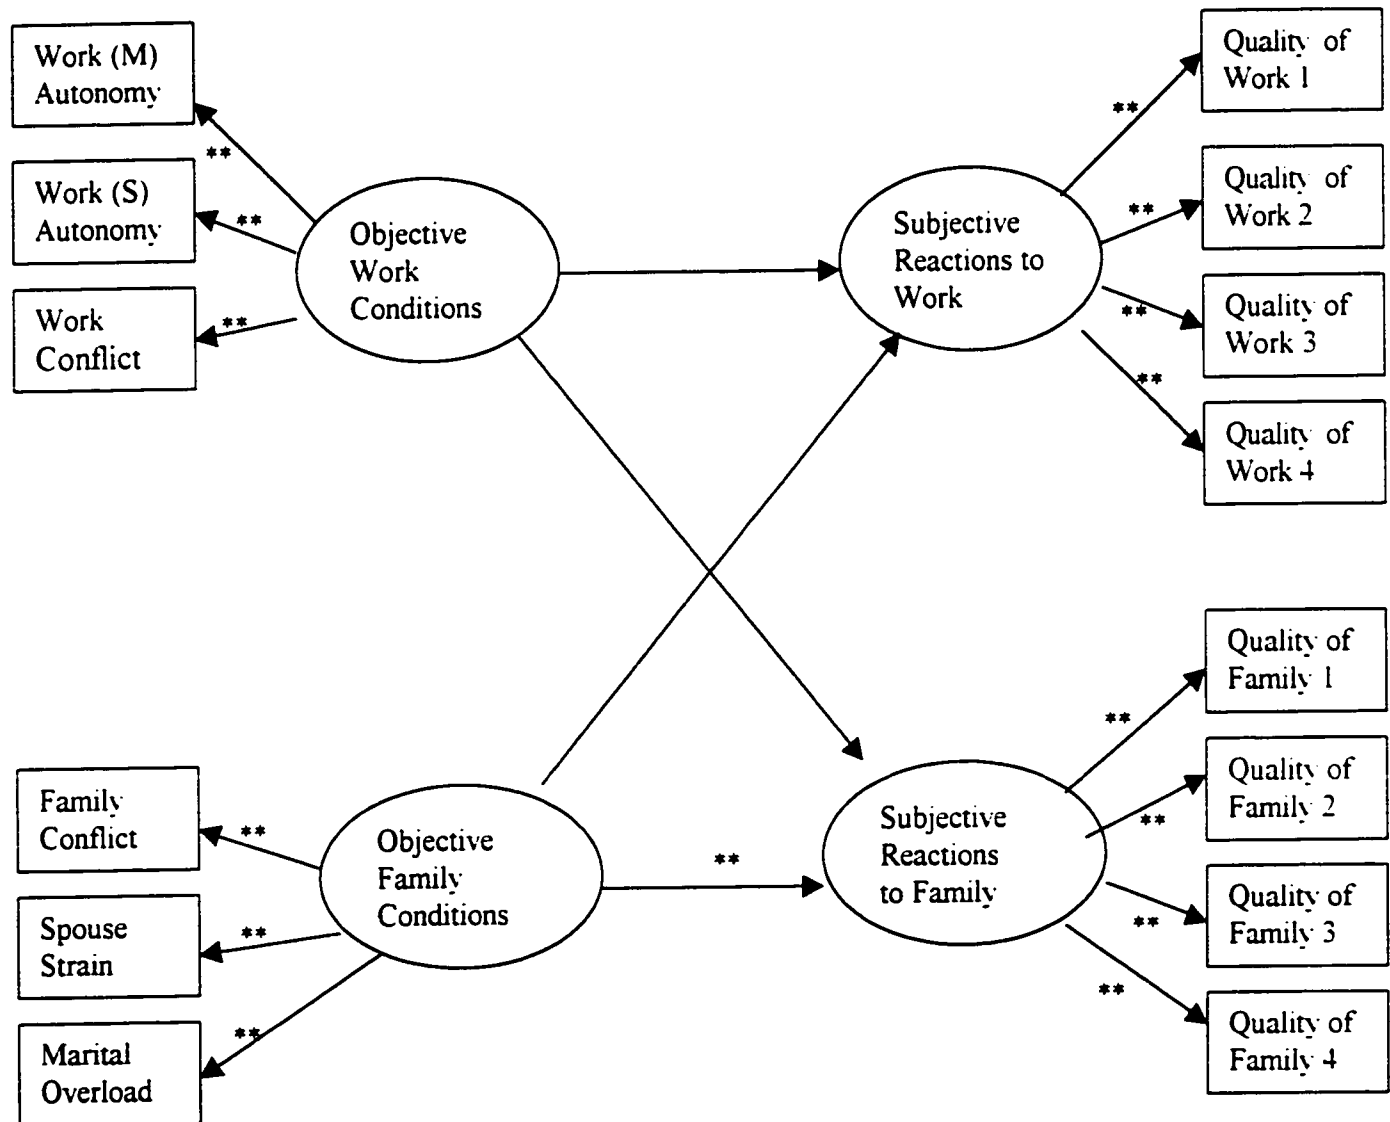 Work (M)
Autonomy
**
Work (S)
Autonomy
**
Work
Conflict
**
Objective
Work
Conditions
Subjective
Reactions to
Work
**
Quality of
Work 1
**
Quality of
Work 2
**
Quality of
Work 3
**
Quality of
Work 4
Family
Conflict
**
Spouse
Strain
**
Marital
Overload
**
Objective
Family
Conditions
**
Subjective
Reactions
to Family
**
Quality of
Family 1
**
Quality of
Family 2
**
Quality of
Family 3
**
Quality of
Family 4